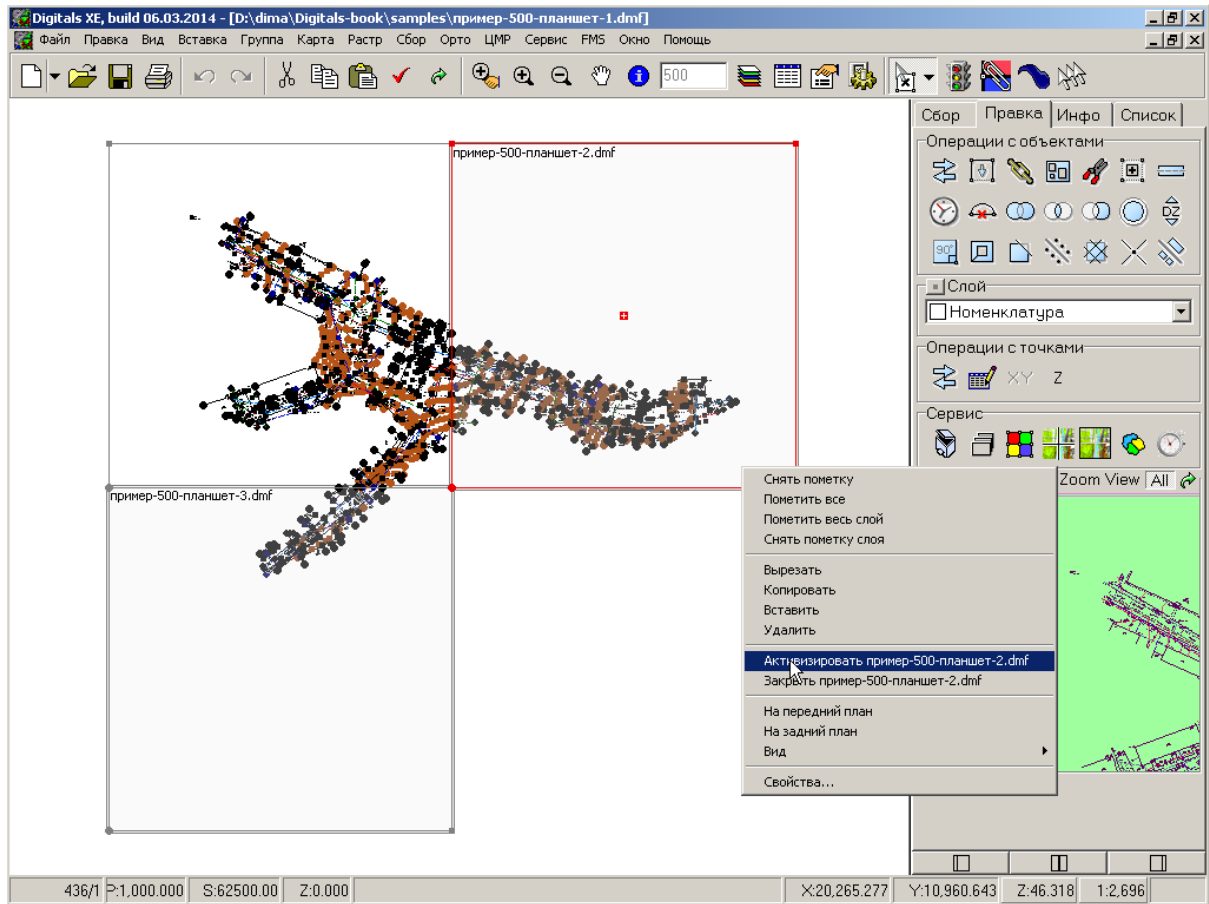 Digitals XE, build 06.03.2014 - [D:\dima\Digitals-book\samples\пример-500-планшет-1.dmf]
Файл Правка Вид Вставка Группа Карта Растр Сбор Орто ЦМР Сервис FMS Окно Помощь
500
Сбор Правка Инфо Список
пример-500-планшет-2.dmf
Операции с объектами
DZ
90°
Слой
Номенклатура
Операции с точками
XY Z
Сервис
Zoom View All
пример-500-планшет-3.dmf
Снять пометку
Пометить все
Пометить весь слой
Снять пометку слоя
Вырезать
Копировать
Вставить
Удалить
Активизировать пример-500-планшет-2.dmf
Закрыть пример-500-планшет-2.dmf
На передний план
На задний план
Вид
Свойства...
436/1 P:1,000.000 S:62500.00 Z:0.000 X:20,265.277 Y:10,960.643 Z:46.318 1:2,696